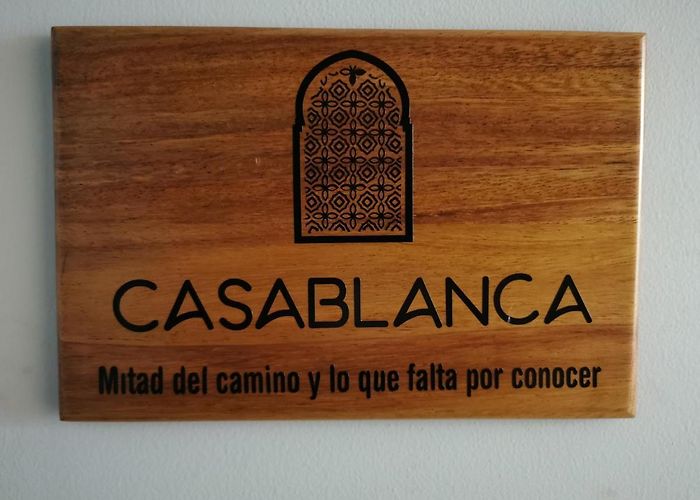 CASABLANCA
Mitad del camino y lo que falta por conocer